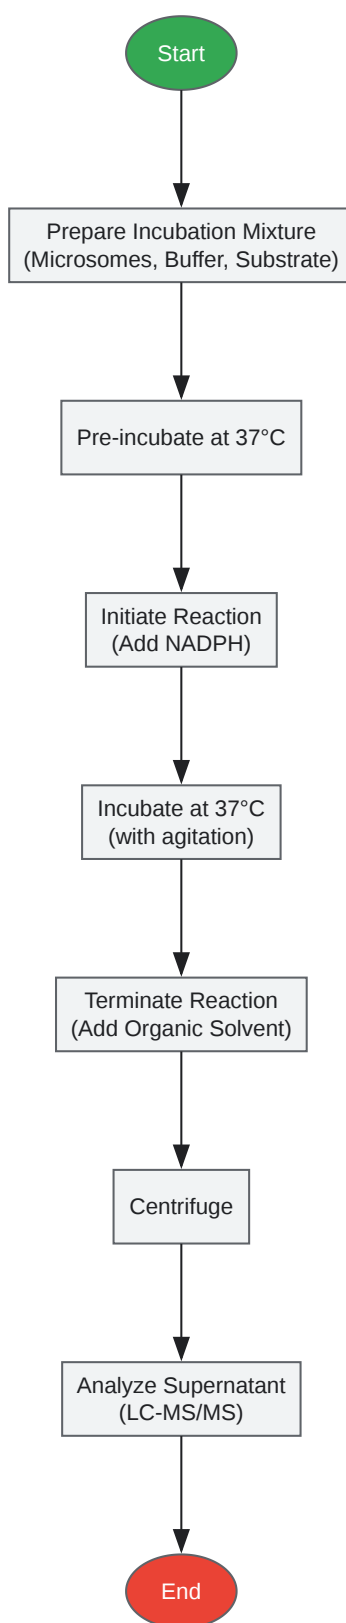 Start
Prepare Incubation Mixture
(Microsomes, Buffer, Substrate)
Pre-incubate at 37°C
Initiate Reaction
(Add NADPH)
Incubate at 37°C
(with agitation)
Terminate Reaction
(Add Organic Solvent)
Centrifuge
Analyze Supernatant
(LC-MS/MS)
End